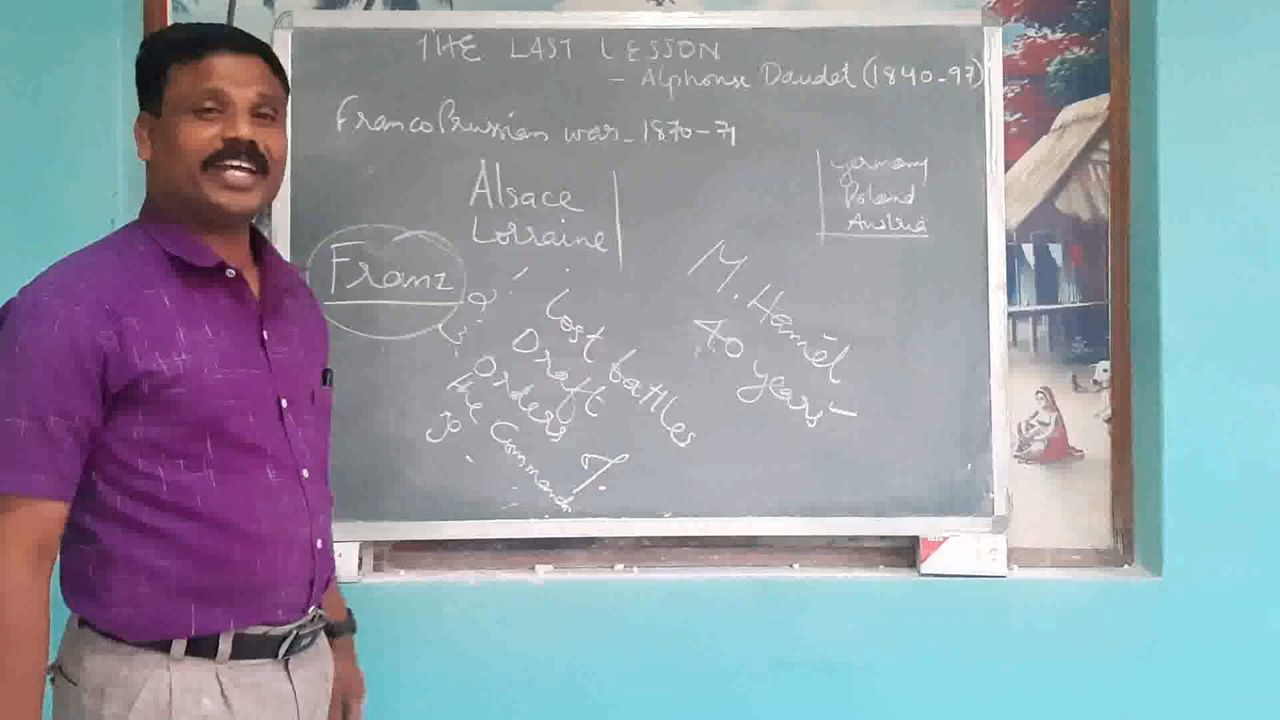 THE LAST LESSON
- Alphonse Daudet (1840-97)
Franco Prussian war - 1870-71
Germany
Poland
Austria
Alsace
Lorraine
Franz
M. Hamel
40 years
Lost battles
Draft
Orders
The Command